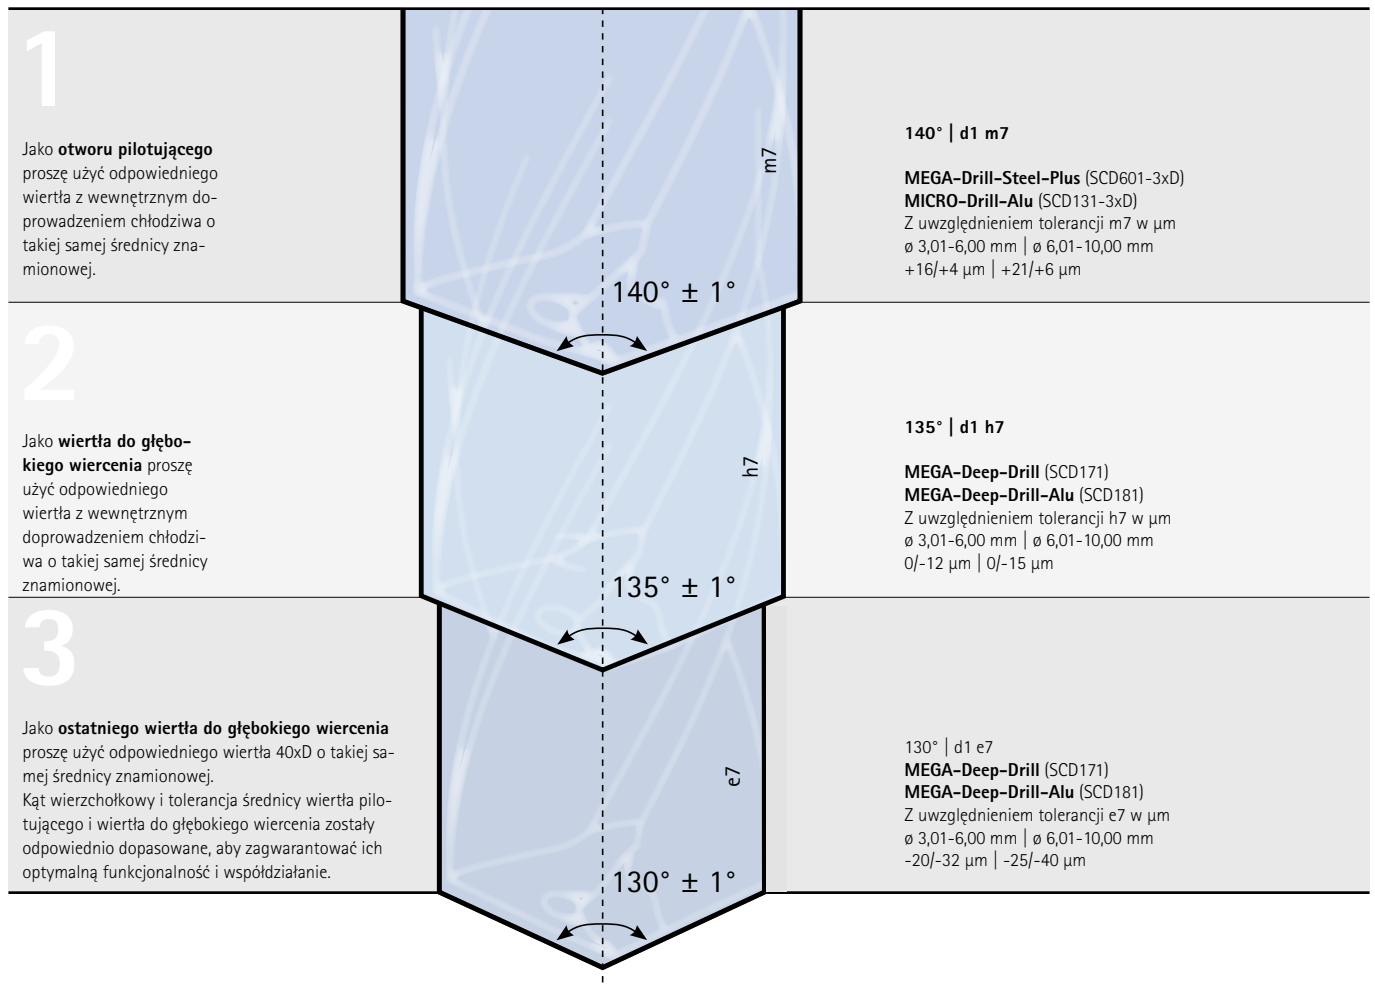 1
Jako otworu pilotującego
proszę użyć odpowiedniego
wiertła z wewnętrznym do-
prowadzeniem chłodziwa o
takiej samej średnicy zna-
mionowej.
m7
140° ± 1°
140° | d1 m7
MEGA-Drill-Steel-Plus (SCD601-3xD)
MICRO-Drill-Alu (SCD131-3xD)
Z uwzględnieniem tolerancji m7 w µm
ø 3,01-6,00 mm | ø 6,01-10,00 mm
+16/+4 µm | +21/+6 µm
2
Jako wiertła do głębo-
kiego wiercenia proszę
użyć odpowiedniego
wiertła z wewnętrznym
doprowadzeniem chłodzi-
wa o takiej samej średnicy
znamionowej.
h7
135° ± 1°
135° | d1 h7
MEGA-Deep-Drill (SCD171)
MEGA-Deep-Drill-Alu (SCD181)
Z uwzględnieniem tolerancji h7 w µm
ø 3,01-6,00 mm | ø 6,01-10,00 mm
0/-12 µm | 0/-15 µm
3
Jako ostatniego wiertła do głębokiego wiercenia
proszę użyć odpowiedniego wiertła 40xD o takiej sa-
mej średnicy znamionowej.
Kąt wierzchołkowy i tolerancja średnicy wiertła pilo-
tującego i wiertła do głębokiego wiercenia zostały
odpowiednio dopasowane, aby zagwarantować ich
optymalną funkcjonalność i współdziałanie.
e7
130° ± 1°
130° | d1 e7
MEGA-Deep-Drill (SCD171)
MEGA-Deep-Drill-Alu (SCD181)
Z uwzględnieniem tolerancji e7 w µm
ø 3,01-6,00 mm | ø 6,01-10,00 mm
-20/-32 µm | -25/-40 µm